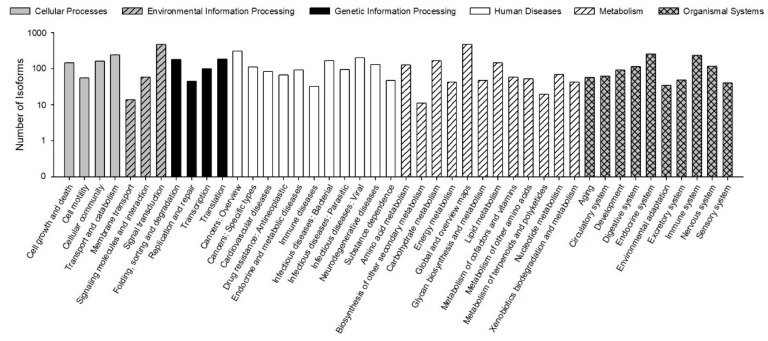 Cellular Processes
Environmental Information Processing
Genetic Information Processing
Human Diseases
Metabolism
Organismal Systems
Number of Isoforms
1000
100
10
1
0
Cell growth and death
Cell motility
Cellular community
Transport and catabolism
Membrane transport
Signaling molecules and interaction
Signal transduction
Folding, sorting and degradation
Replication and repair
Transcription
Translation
Cancers: Overview
Cancers: Specific types
Cardiovascular diseases
Drug resistance: Antineoplastic
Endocrine and metabolic diseases
Immune diseases
Infectious diseases: Bacterial
Infectious diseases: Parasitic
Infectious diseases: Viral
Neurodegenerative diseases
Substance dependence
Amino acid metabolism
Biosynthesis of other secondary metabolism
Carbohydrate metabolism
Energy metabolism
Global and overview maps
Glycan biosynthesis and metabolism
Lipid metabolism
Metabolism of cofactors and vitamins
Metabolism of other amino acids
Metabolism of terpenoids and polyketides
Nucleotide metabolism
Xenobiotics biodegradation and metabolism
Aging
Circulatory system
Development
Digestive system
Endocrine system
Environmental adaptation
Excretory system
Immune system
Nervous system
Sensory system